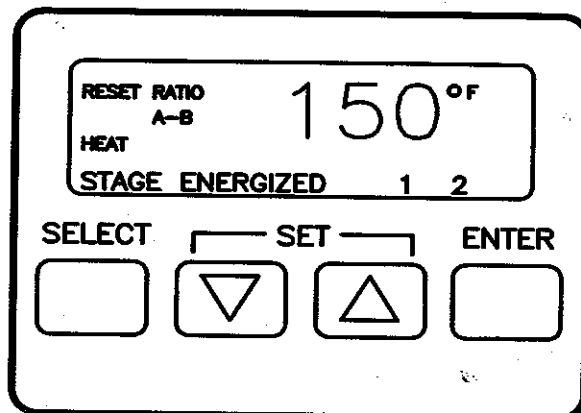 RESET RATIO 150°F
A–B
HEAT
STAGE ENERGIZED 1 2
SELECT SET ENTER